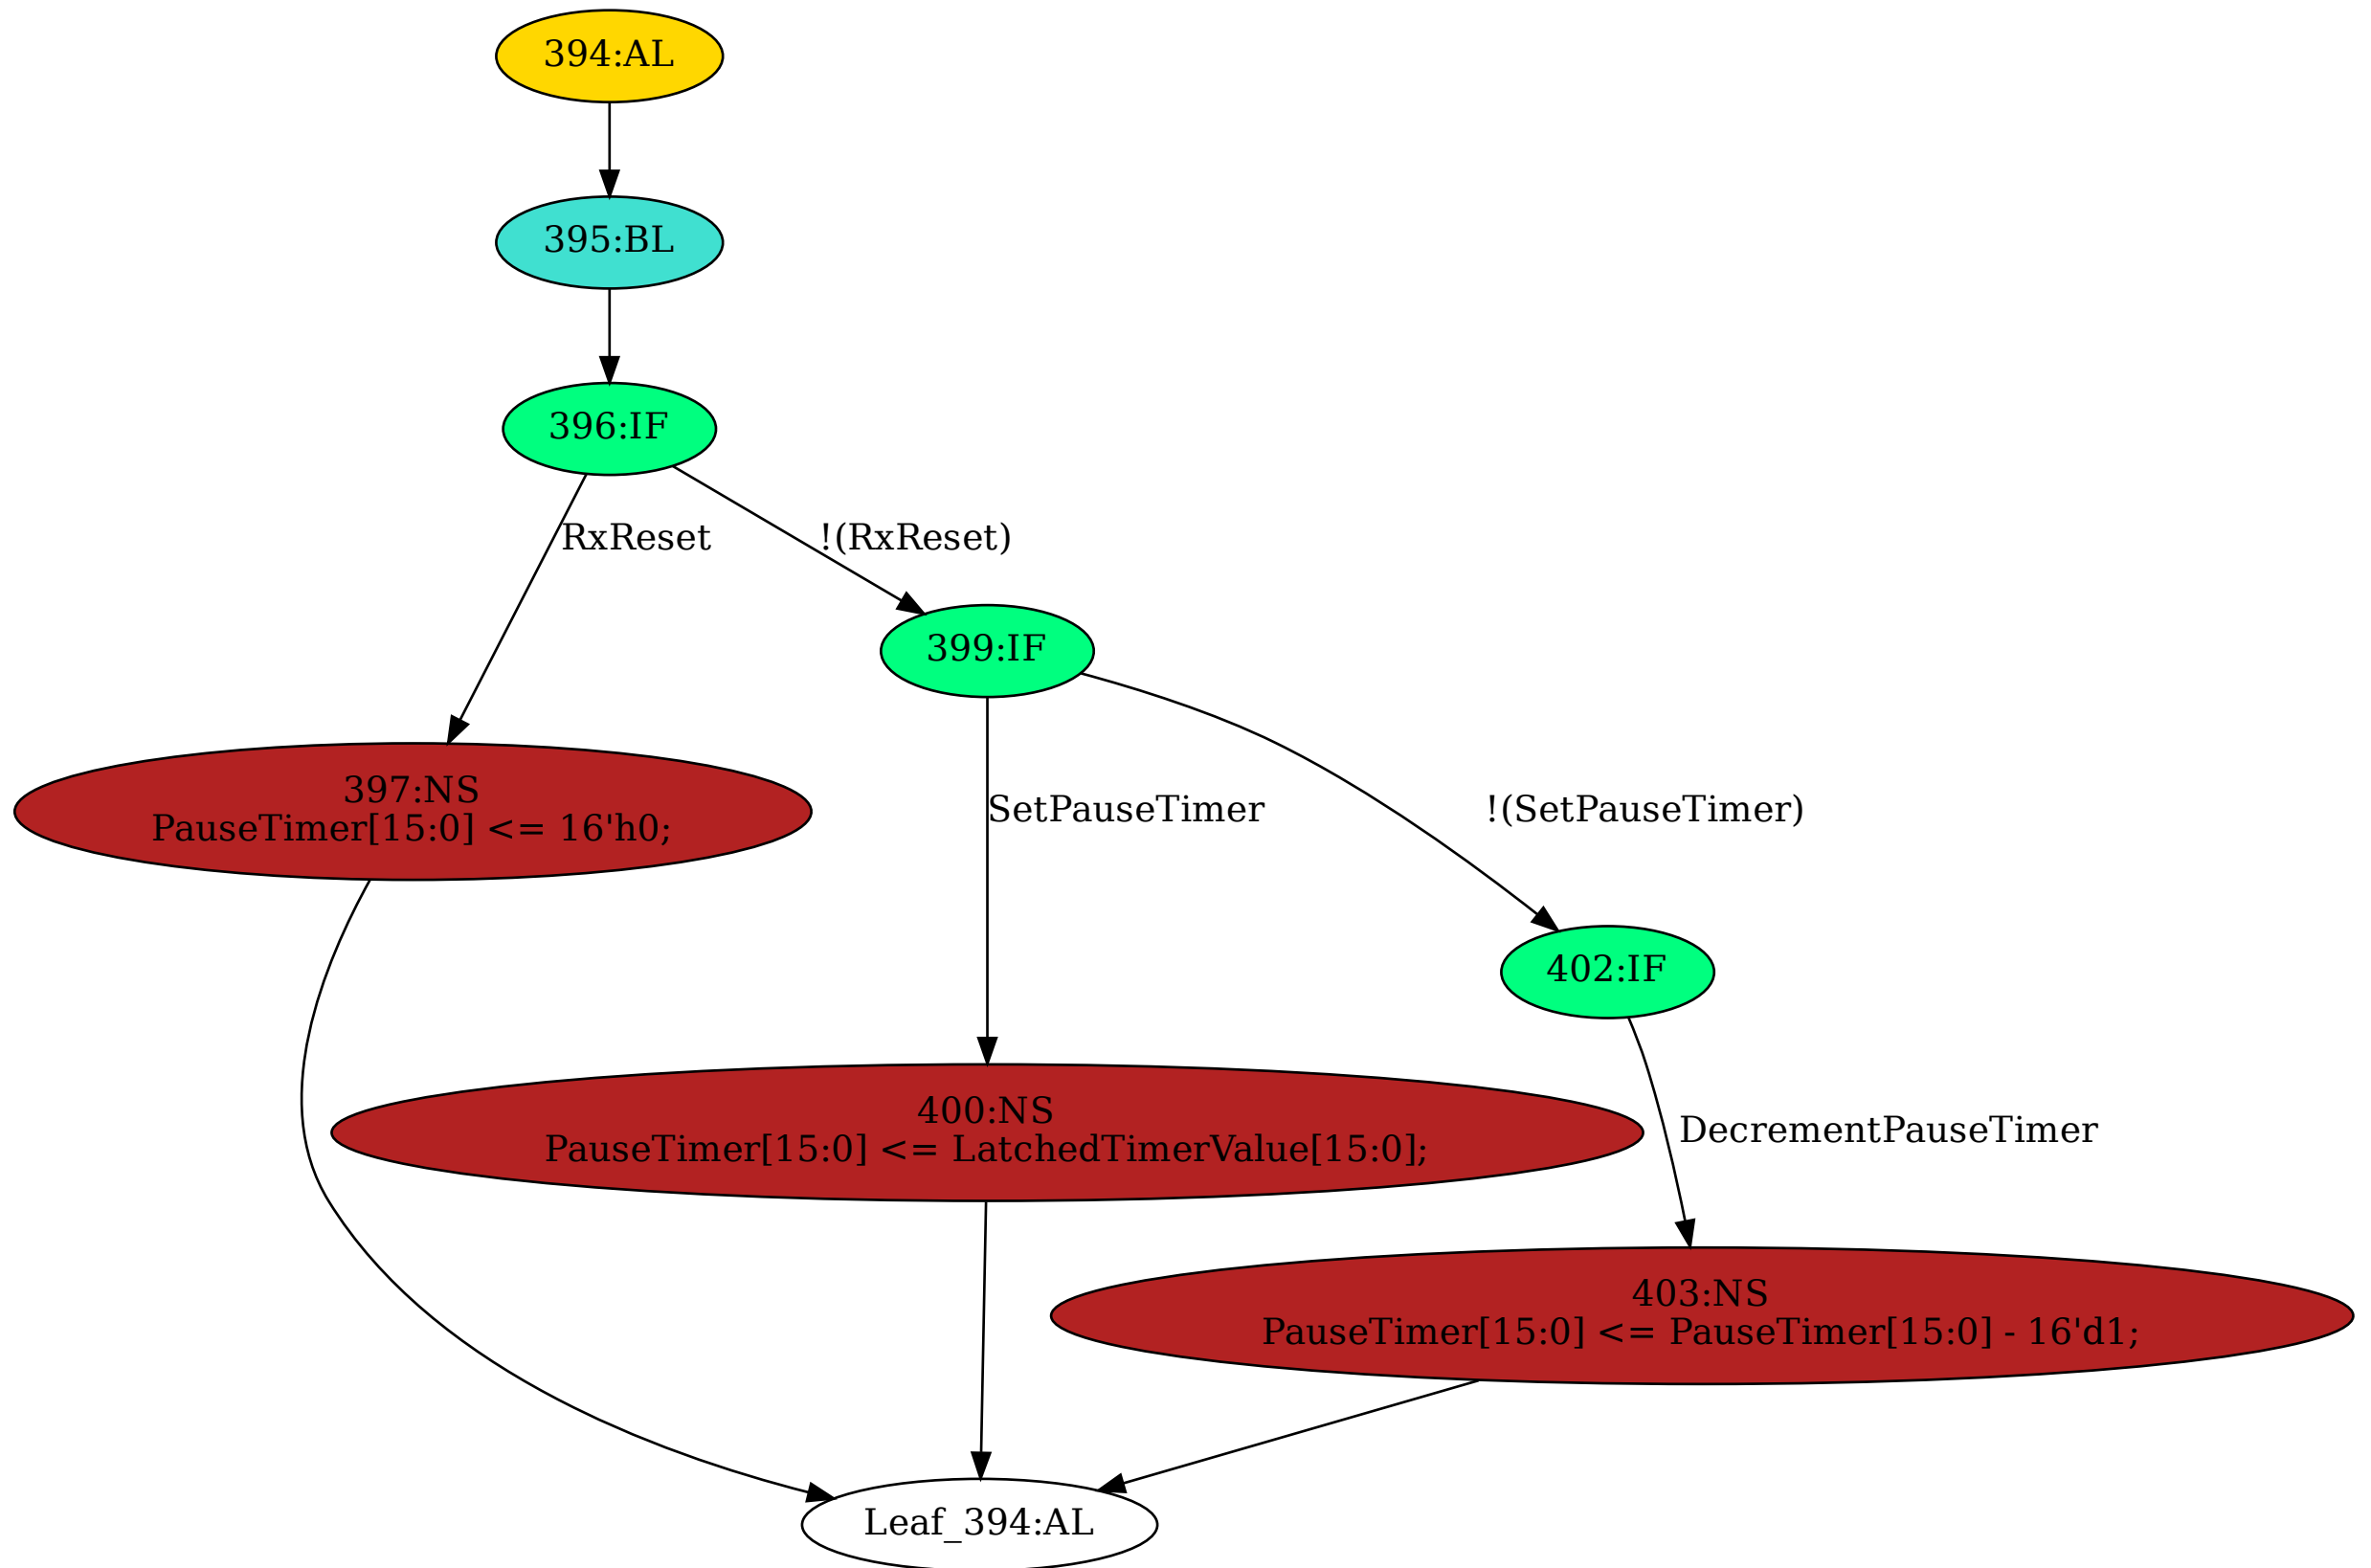 394:AL
395:BL
396:IF
RxReset
!(RxReset)
399:IF
397:NS
PauseTimer[15:0] <= 16'h0;
SetPauseTimer
!(SetPauseTimer)
402:IF
400:NS
PauseTimer[15:0] <= LatchedTimerValue[15:0];
DecrementPauseTimer
403:NS
PauseTimer[15:0] <= PauseTimer[15:0] - 16'd1;
Leaf_394:AL